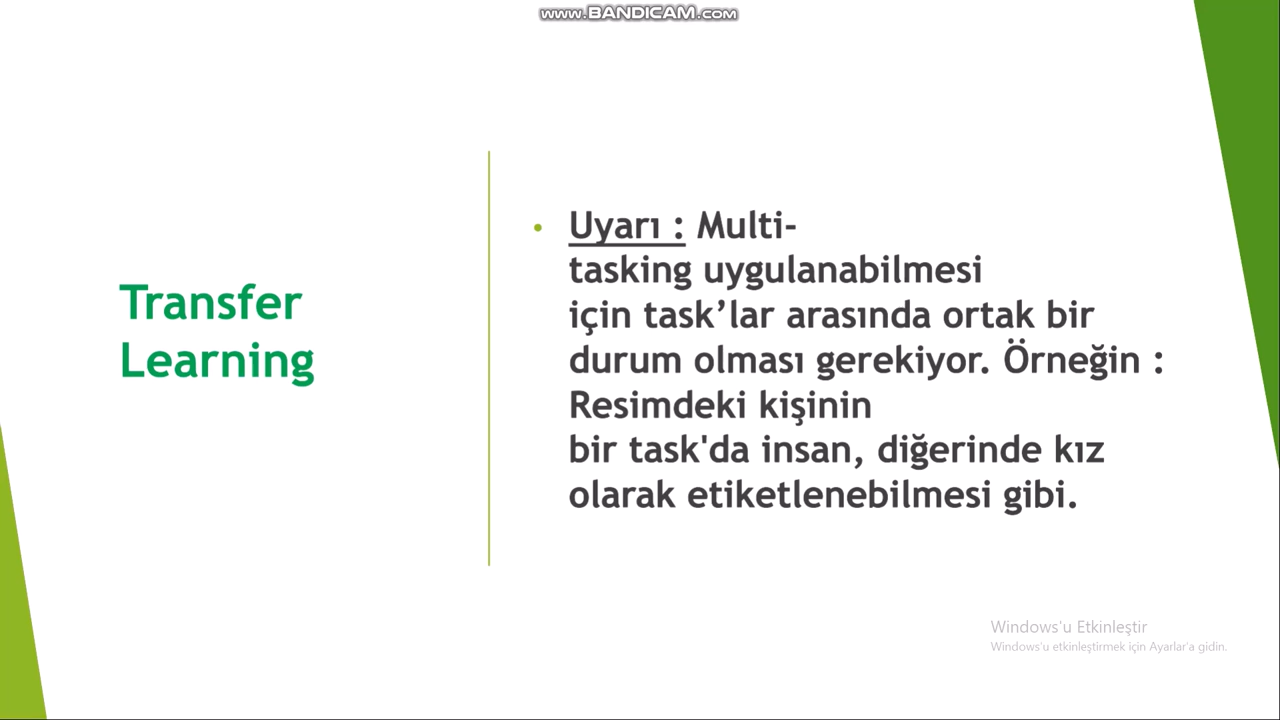 www.BANDICAM.com
Transfer
Learning
• Uyarı : Multi-
tasking uygulanabilmesi
için task’lar arasında ortak bir
durum olması gerekiyor. Örneğin :
Resimdeki kişinin
bir task'da insan, diğerinde kız
olarak etiketlenebilmesi gibi.
Windows'u Etkinleştir
Windows'u etkinleştirmek için Ayarlar'a gidin.